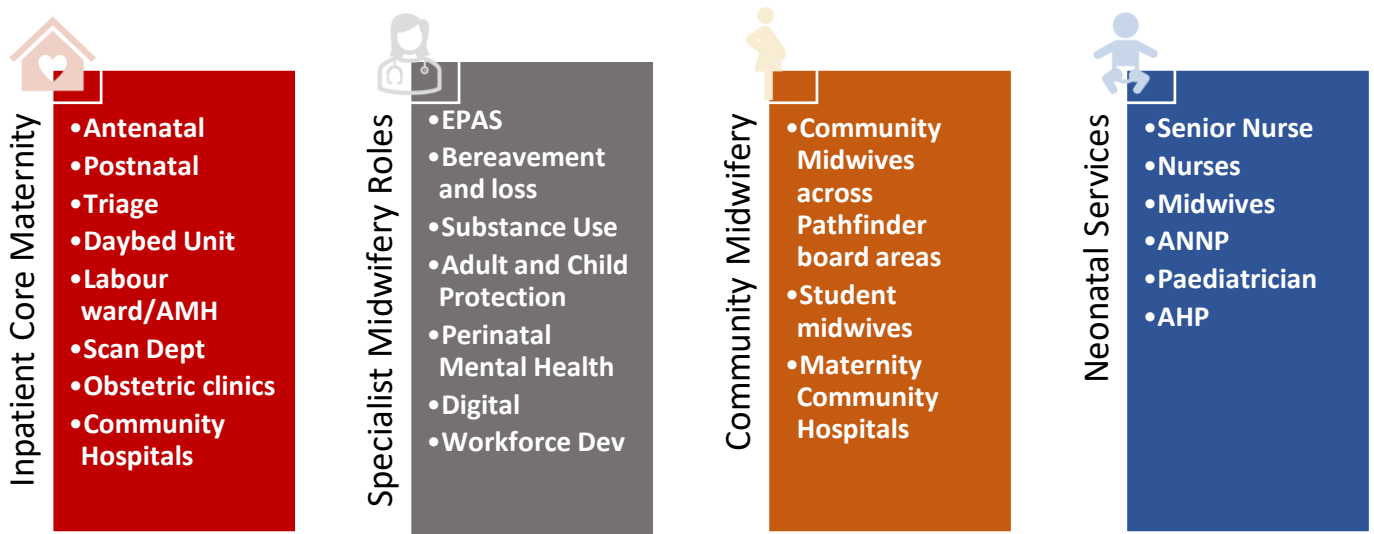 Inpatient Core Maternity
•Antenatal
•Postnatal
•Triage
•Daybed Unit
•Labour
ward/AMH
•Scan Dept
•Obstetric clinics
•Community
Hospitals
Specialist Midwifery Roles
•EPAS
•Bereavement
and loss
•Substance Use
•Adult and Child
Protection
•Perinatal
Mental Health
•Digital
•Workforce Dev
Community Midwifery
•Community
Midwives
across
Pathfinder
board areas
•Student
midwives
•Maternity
Community
Hospitals
Neonatal Services
•Senior Nurse
•Nurses
•Midwives
•ANNP
•Paediatrician
•AHP